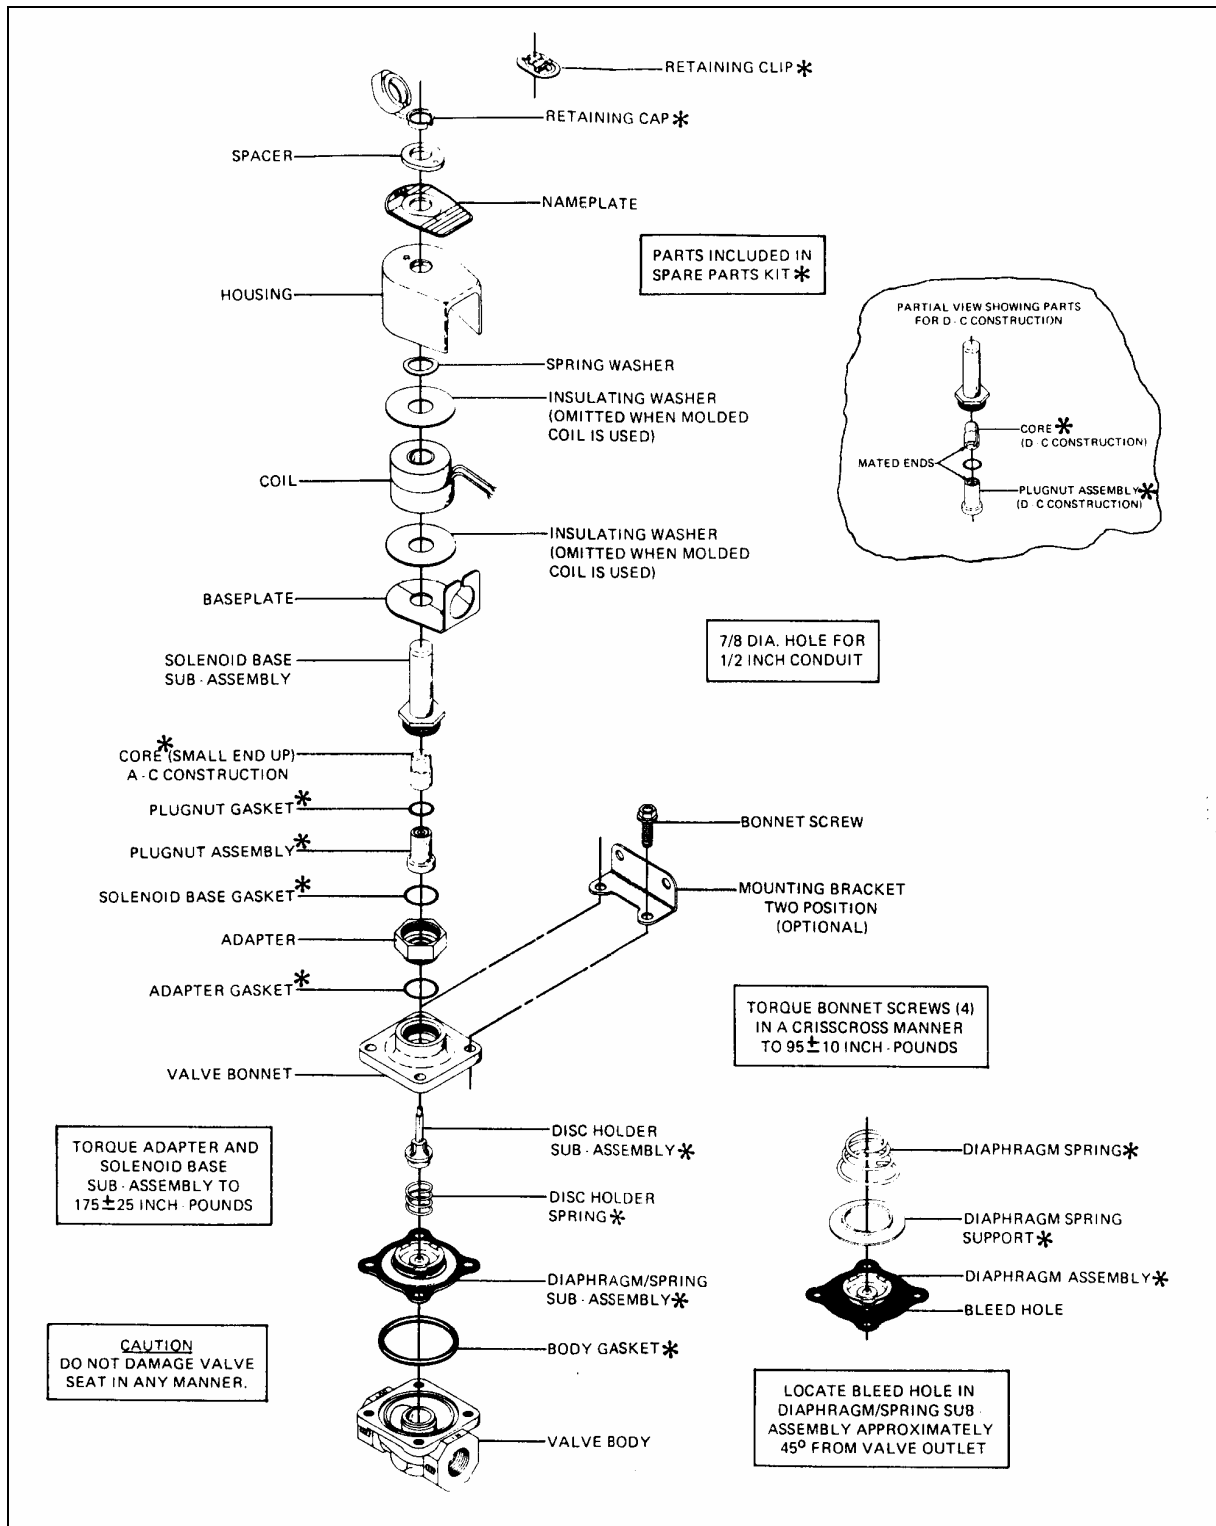 RETAINING CLIP*
RETAINING CAP*
SPACER
NAMEPLATE
PARTS INCLUDED IN
SPARE PARTS KIT*
HOUSING
PARTIAL VIEW SHOWING PARTS
FOR D-C CONSTRUCTION
SPRING WASHER
INSULATING WASHER
(OMITTED WHEN MOLDED
COIL IS USED)
CORE*
(D-C CONSTRUCTION)
MATED ENDS
PLUGNUT ASSEMBLY*
(D-C CONSTRUCTION)
COIL
INSULATING WASHER
(OMITTED WHEN MOLDED
COIL IS USED)
BASEPLATE
7/8 DIA. HOLE FOR
1/2 INCH CONDUIT
SOLENOID BASE
SUB-ASSEMBLY
CORE*(SMALL END UP)
A-C CONSTRUCTION
PLUGNUT GASKET*
PLUGNUT ASSEMBLY*
BONNET SCREW
SOLENOID BASE GASKET*
MOUNTING BRACKET
TWO POSITION
(OPTIONAL)
ADAPTER
ADAPTER GASKET*
TORQUE BONNET SCREWS (4)
IN A CRISSCROSS MANNER
TO 95±10 INCH-POUNDS
VALVE BONNET
TORQUE ADAPTER AND
SOLENOID BASE
SUB-ASSEMBLY TO
175±25 INCH-POUNDS
DISC HOLDER
SUB-ASSEMBLY*
DISC HOLDER
SPRING*
DIAPHRAGM SPRING*
DIAPHRAGM SPRING
SUPPORT*
DIAPHRAGM/SPRING
SUB-ASSEMBLY*
DIAPHRAGM ASSEMBLY*
BLEED HOLE
CAUTION
DO NOT DAMAGE VALVE
SEAT IN ANY MANNER.
BODY GASKET*
VALVE BODY
LOCATE BLEED HOLE IN
DIAPHRAGM/SPRING SUB-
ASSEMBLY APPROXIMATELY
45º FROM VALVE OUTLET